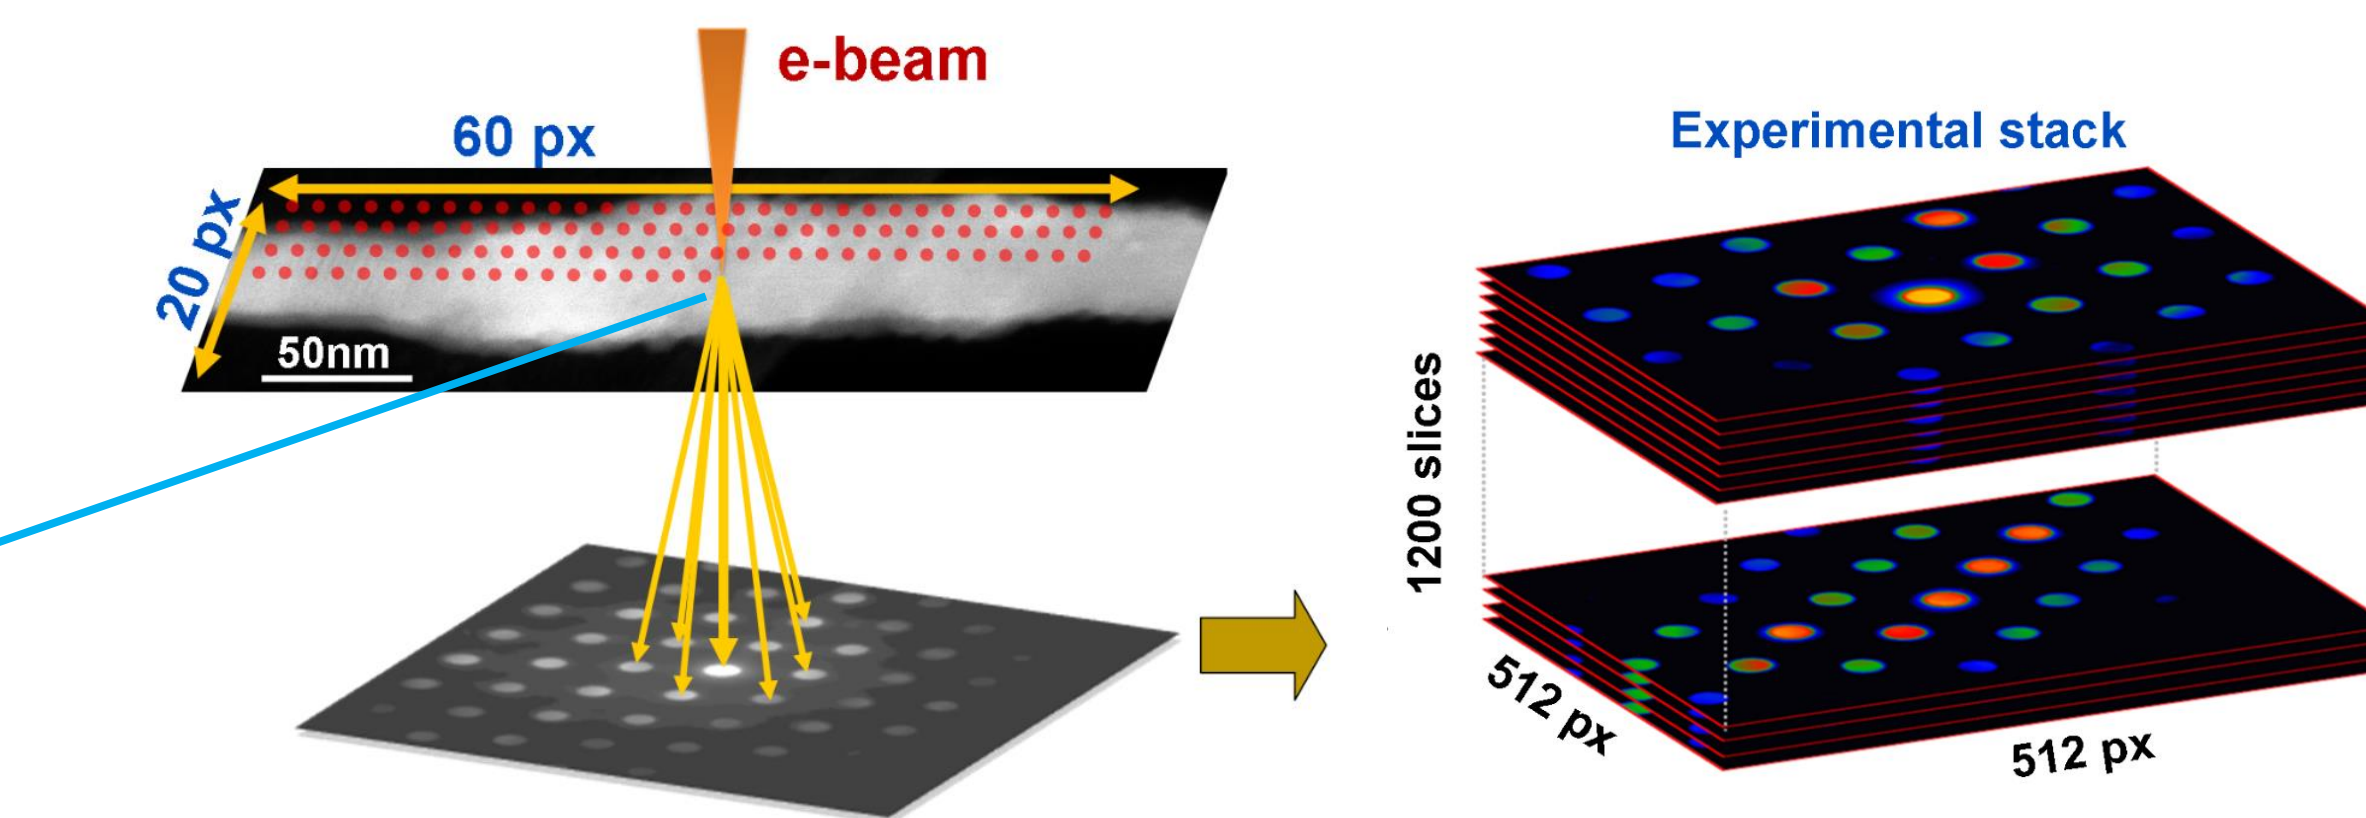 e-beam
60 px
20 px
50nm
Experimental stack
1200 slices
512 px
512 px